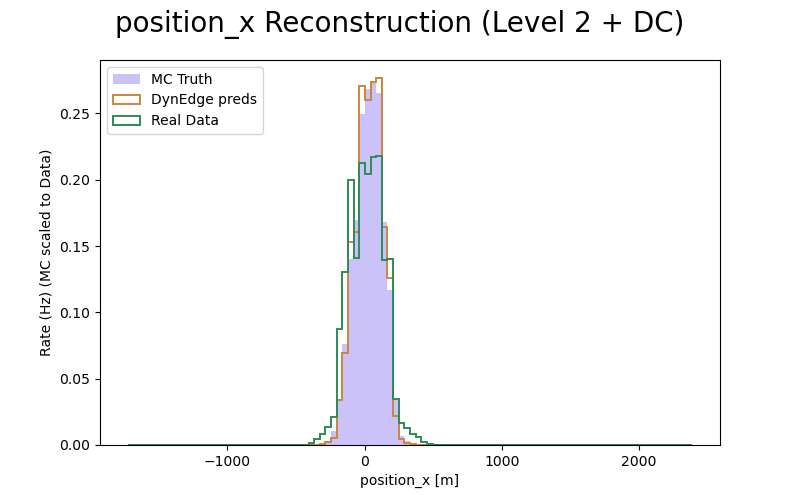 position_x Reconstruction (Level 2 + DC)
MC Truth
DynEdge preds
Real Data
Rate (Hz) (MC scaled to Data)
0.25
0.20
0.15
0.10
0.05
0.00
−1000
0
1000
2000
position_x [m]